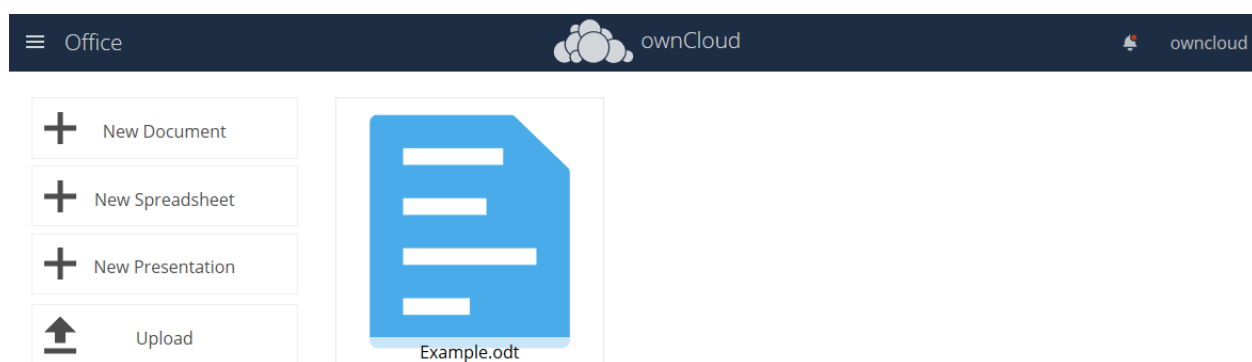 Office
ownCloud
owncloud
New Document
New Spreadsheet
New Presentation
Upload
Example.odt